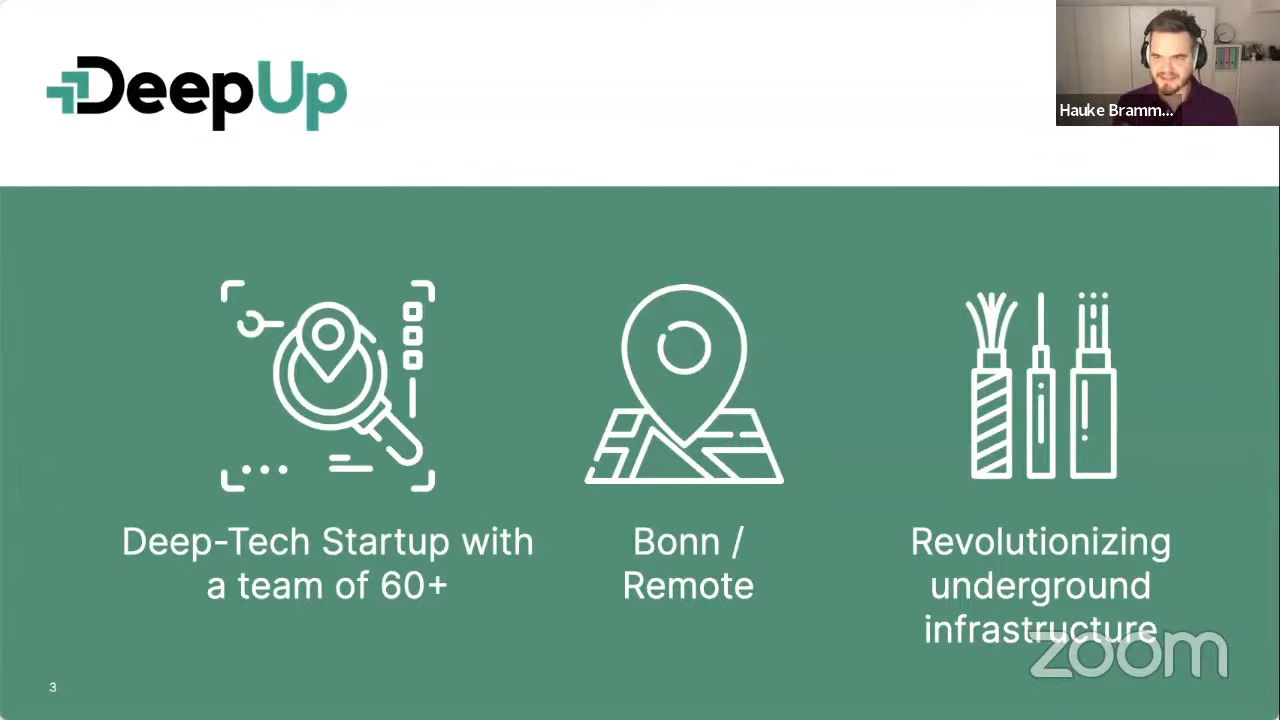 DeepUp
Hauke Bramm...
Deep-Tech Startup with
a team of 60+
Bonn /
Remote
Revolutionizing
underground
infrastructure
zoom
3